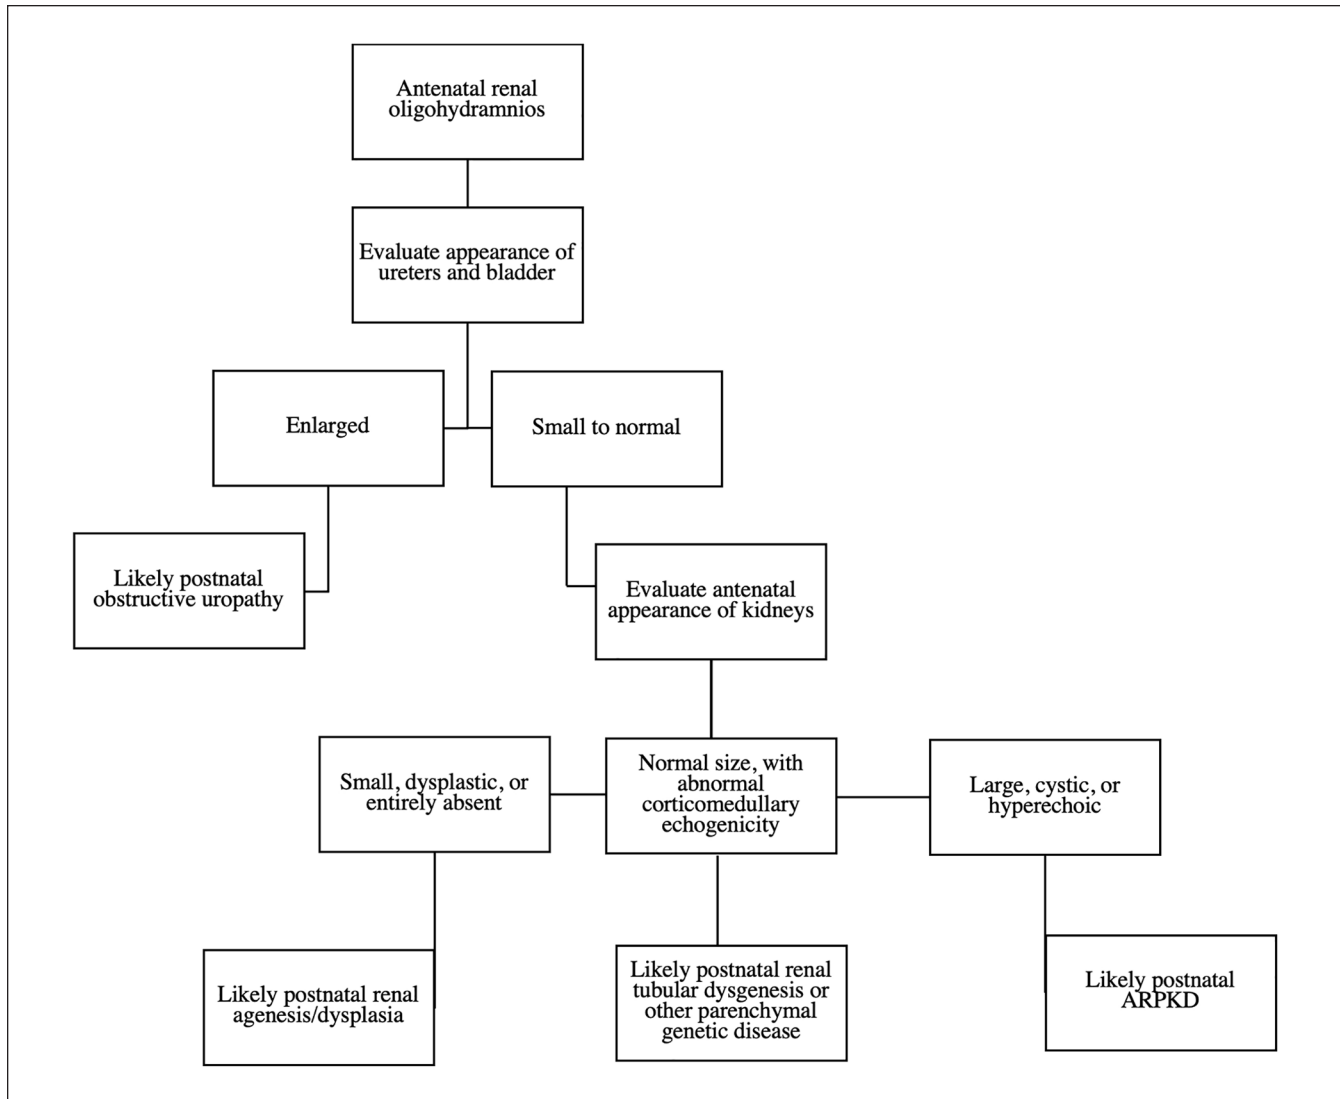 Antenatal renal
oligohydramnios
Evaluate appearance of
ureters and bladder
Enlarged
Small to normal
Likely postnatal
obstructive uropathy
Evaluate antenatal
appearance of kidneys
Small, dysplastic, or
entirely absent
Normal size, with
abnormal
corticomedullary
echogenicity
Large, cystic, or
hyperechoic
Likely postnatal renal
agenesis/dysplasia
Likely postnatal renal
tubular dysgenesis or
other parenchymal
genetic disease
Likely postnatal
ARPKD